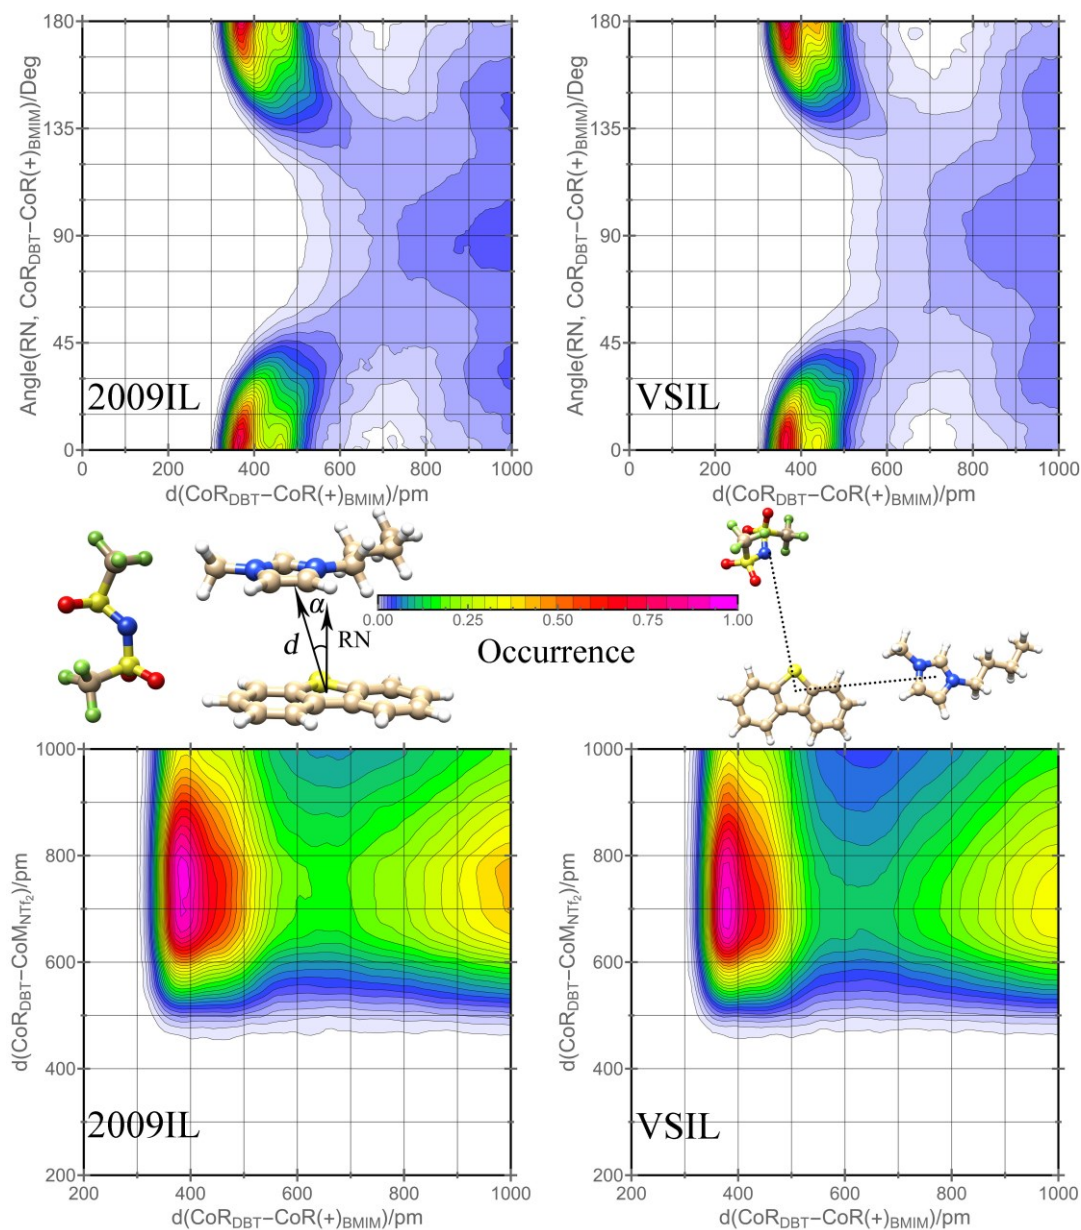 180
135
90
45
0
Angle(RN, CoR_DBT−CoR(+)_BMIM)/Deg
2009IL
0 200 400 600 800 1000
d(CoR_DBT−CoR(+)_BMIM)/pm
180
135
90
45
0
Angle(RN, CoR_DBT−CoR(+)_BMIM)/Deg
VSIL
0 200 400 600 800 1000
d(CoR_DBT−CoR(+)_BMIM)/pm
α
d
RN
0.00 0.25 0.50 0.75 1.00
Occurrence
1000
800
600
400
200
d(CoR_DBT−CoM_NTf₂)/pm
2009IL
200 400 600 800 1000
d(CoR_DBT−CoR(+)_BMIM)/pm
1000
800
600
400
200
d(CoR_DBT−CoM_NTf₂)/pm
VSIL
200 400 600 800 1000
d(CoR_DBT−CoR(+)_BMIM)/pm